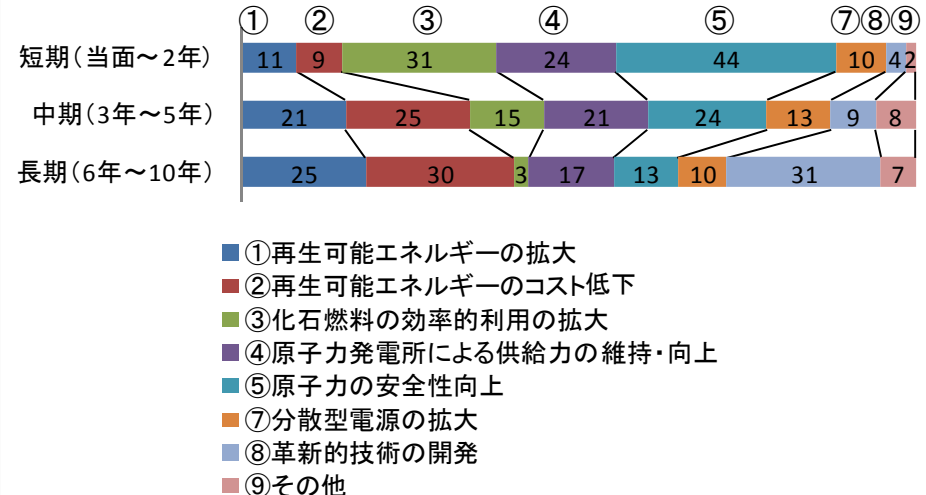 ① ② ③ ④ ⑤ ⑦⑧⑨
短期(当面～2年) 11 9 31 24 44 10 4 2
中期(3年～5年) 21 25 15 21 24 13 9 8
長期(6年～10年) 25 30 3 17 13 10 31 7
①再生可能エネルギーの拡大
②再生可能エネルギーのコスト低下
③化石燃料の効率的利用の拡大
④原子力発電所による供給力の維持・向上
⑤原子力の安全性向上
⑦分散型電源の拡大
⑧革新的技術の開発
⑨その他